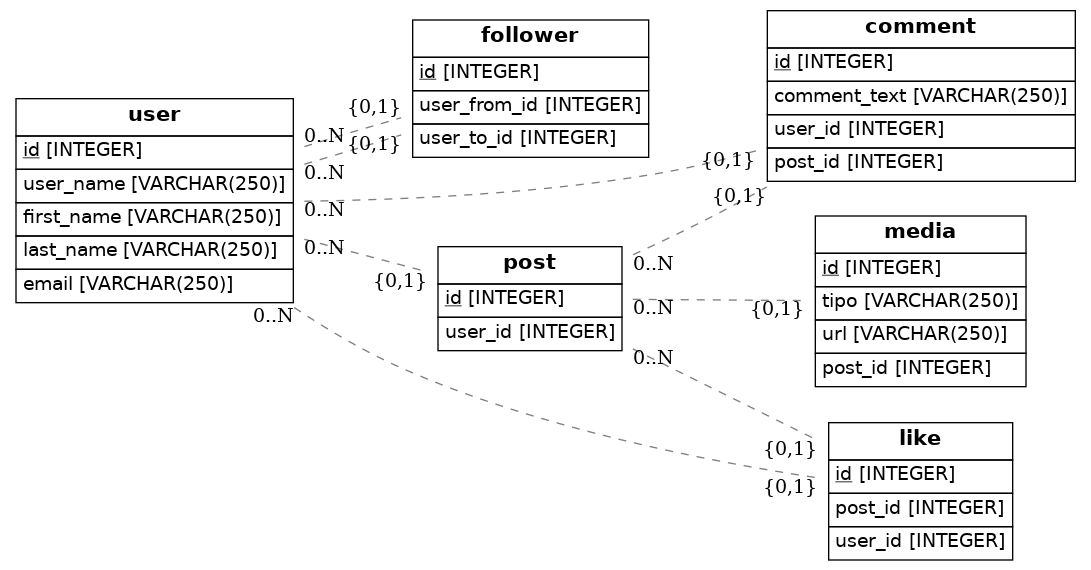 user
id [INTEGER]
user_name [VARCHAR(250)]
first_name [VARCHAR(250)]
last_name [VARCHAR(250)]
email [VARCHAR(250)]
follower
id [INTEGER]
user_from_id [INTEGER]
user_to_id [INTEGER]
comment
id [INTEGER]
comment_text [VARCHAR(250)]
user_id [INTEGER]
post_id [INTEGER]
post
id [INTEGER]
user_id [INTEGER]
media
id [INTEGER]
tipo [VARCHAR(250)]
url [VARCHAR(250)]
post_id [INTEGER]
like
id [INTEGER]
post_id [INTEGER]
user_id [INTEGER]
{0,1}
0..N
{0,1}
0..N
{0,1}
0..N
{0,1}
0..N
{0,1}
0..N
0..N
{0,1}
0..N
{0,1}
0..N
{0,1}
{0,1}